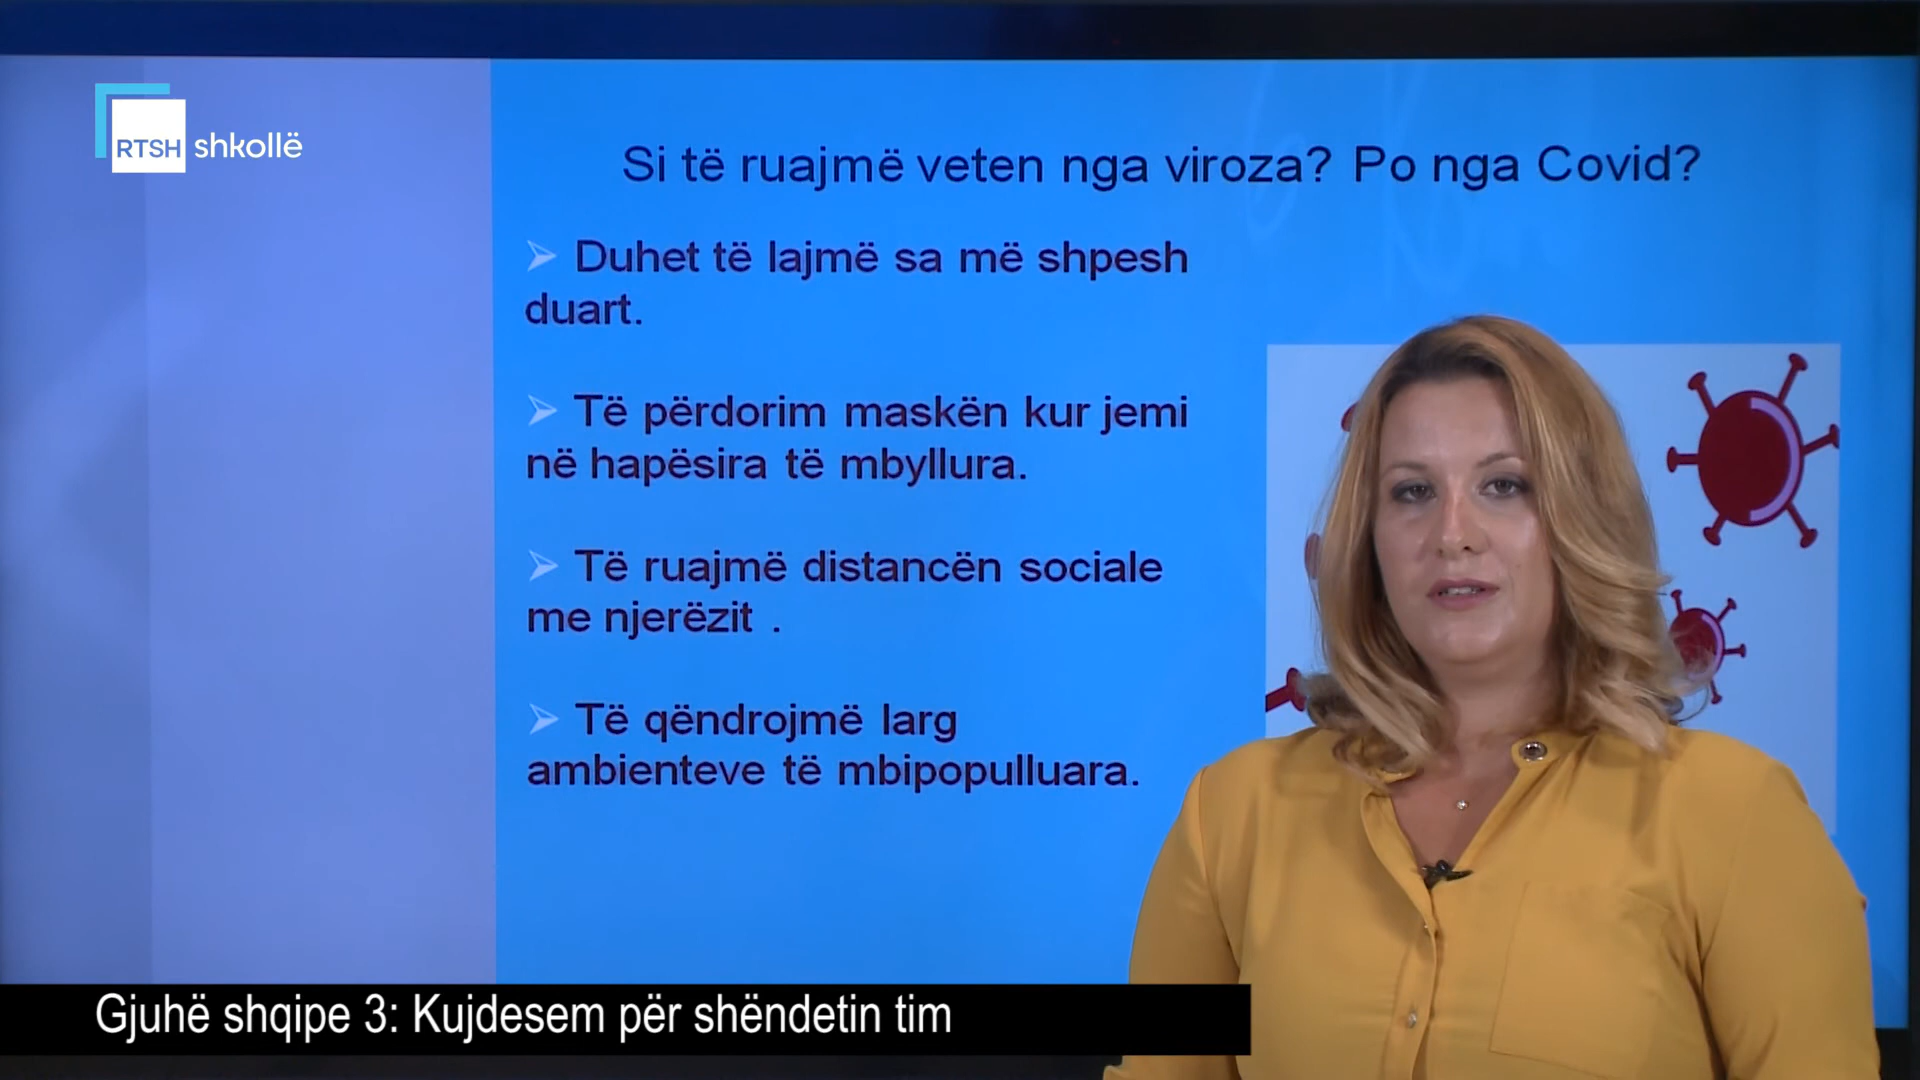 RTSH shkollë
Si të ruajmë veten nga viroza? Po nga Covid?
Duhet të lajmë sa më shpesh
duart.
Të përdorim maskën kur jemi
në hapësira të mbyllura.
Të ruajmë distancën sociale
me njerëzit .
Të qëndrojmë larg
ambienteve të mbipopulluara.
Gjuhë shqipe 3: Kujdesem për shëndetin tim